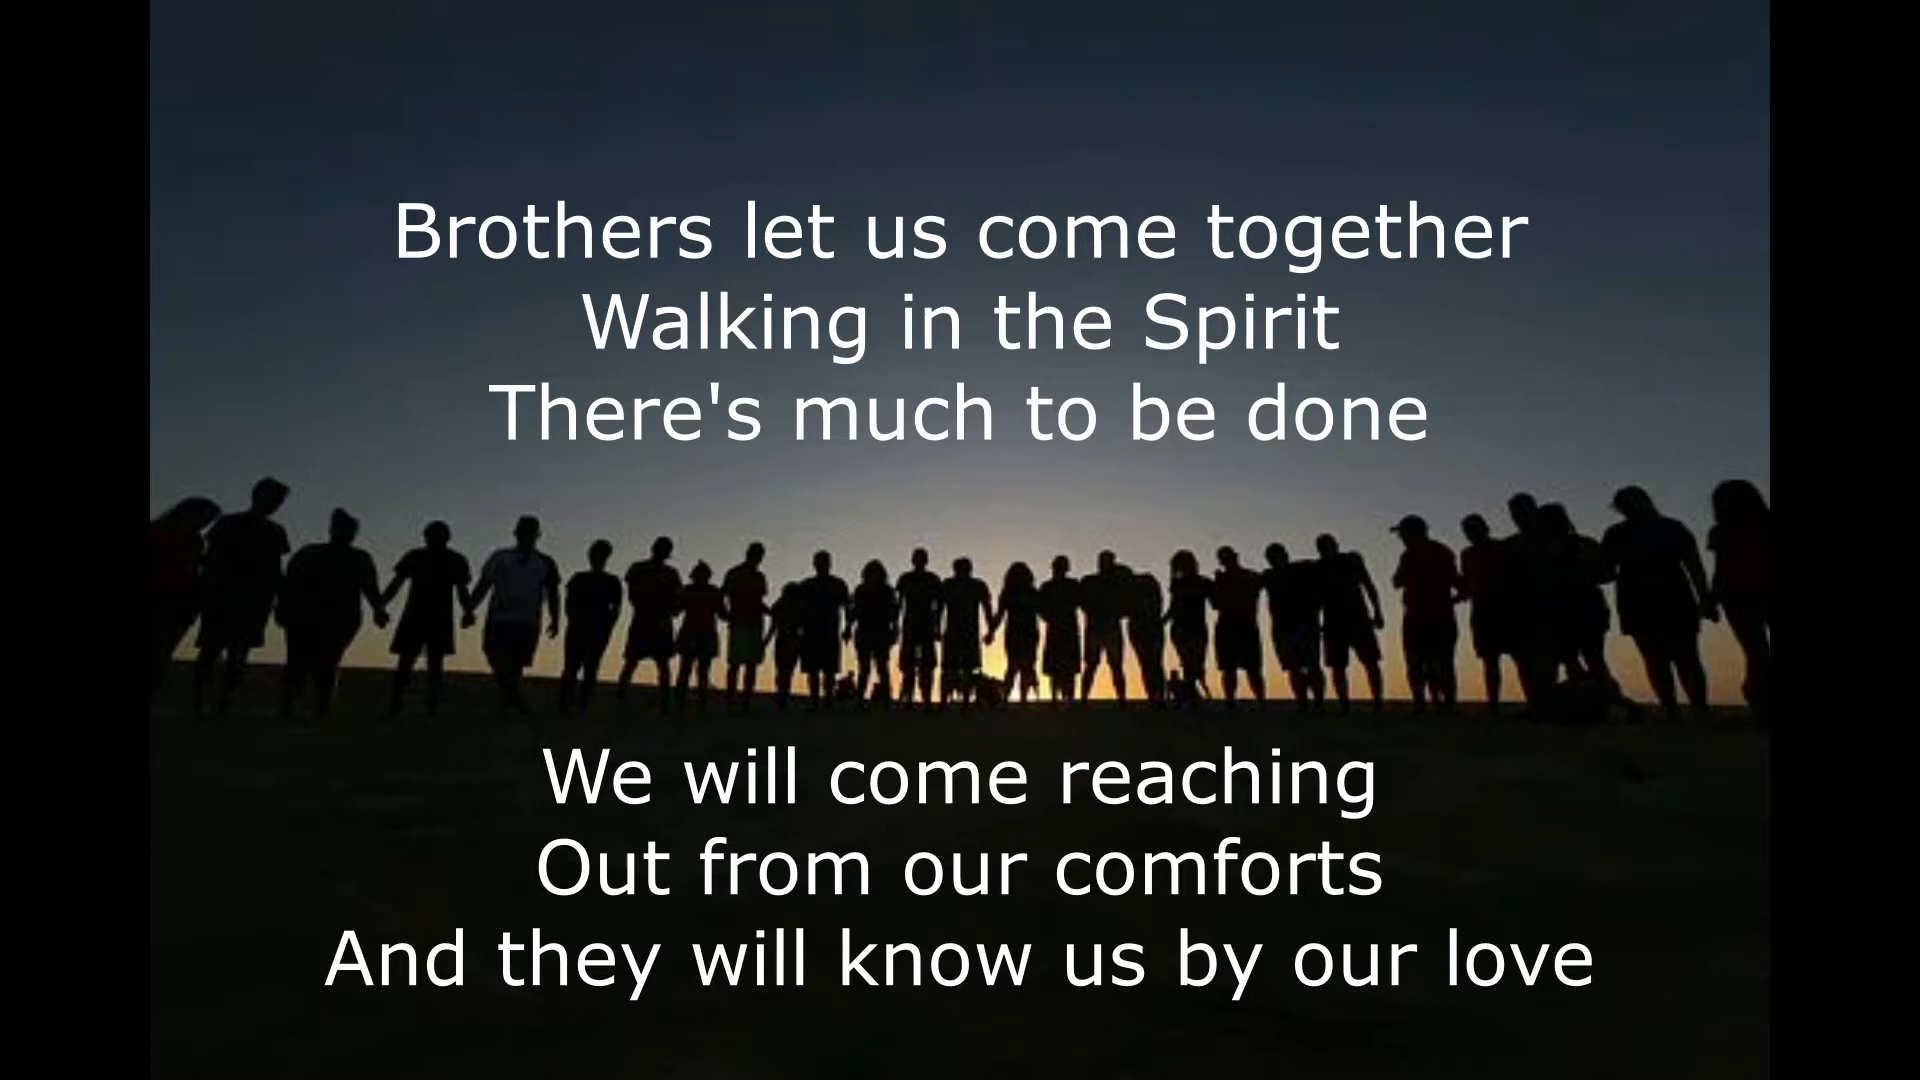 Brothers let us come together
Walking in the Spirit
There's much to be done
We will come reaching
Out from our comforts
And they will know us by our love